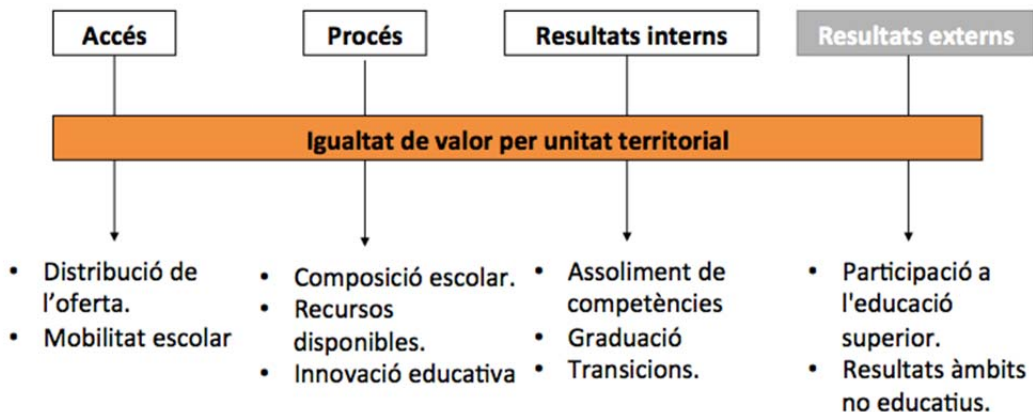 Accés
Procés
Resultats interns
Resultats externs
Igualtat de valor per unitat territorial
• Distribució de
l'oferta.
• Mobilitat escolar
• Composició escolar.
• Recursos
disponibles.
• Innovació educativa
• Assoliment de
competències
• Graduació
• Transicions.
• Participació a
l'educació
superior.
• Resultats àmbits
no educatius.